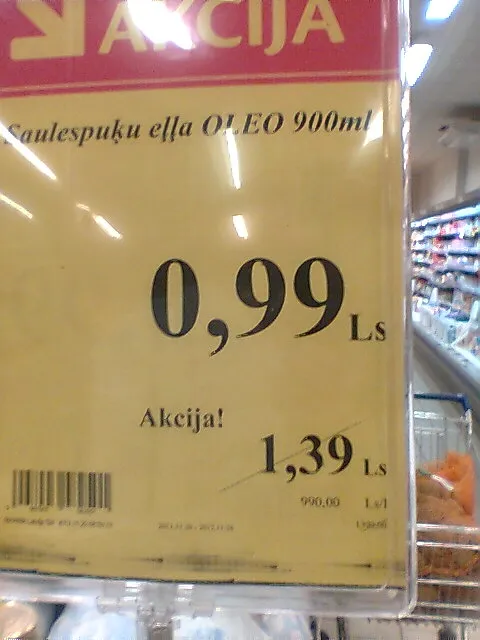 AKCIJA
Saulespuķu eļļa OLEO 900ml
0,99 Ls
Akcija!
1,39 Ls
990,00 Ls/l